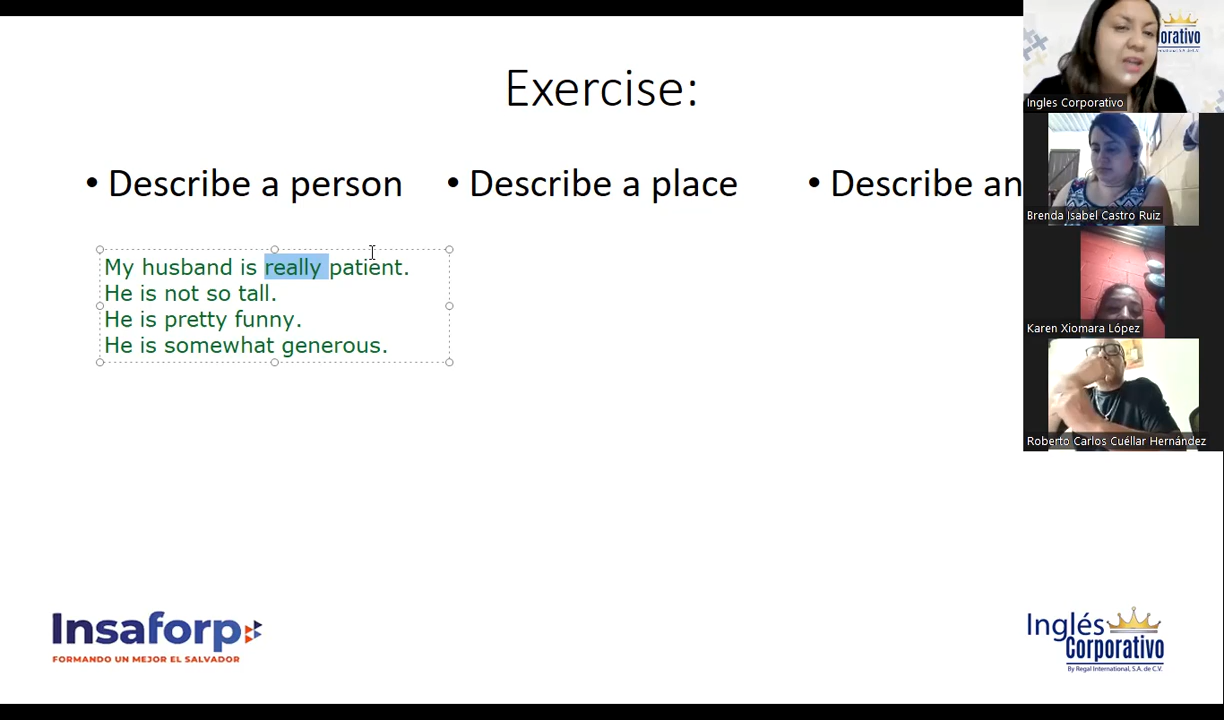 Exercise:
• Describe a person
• Describe a place
• Describe an
My husband is really patient.
He is not so tall.
He is pretty funny.
He is somewhat generous.
Insaforp
FORMANDO UN MEJOR EL SALVADOR
Inglés
Corporativo
By Regal International, S.A. de C.V.
orativo
Ingles Corporativo
Brenda Isabel Castro Ruiz
Karen Xiomara López
Roberto Carlos Cuéllar Hernández